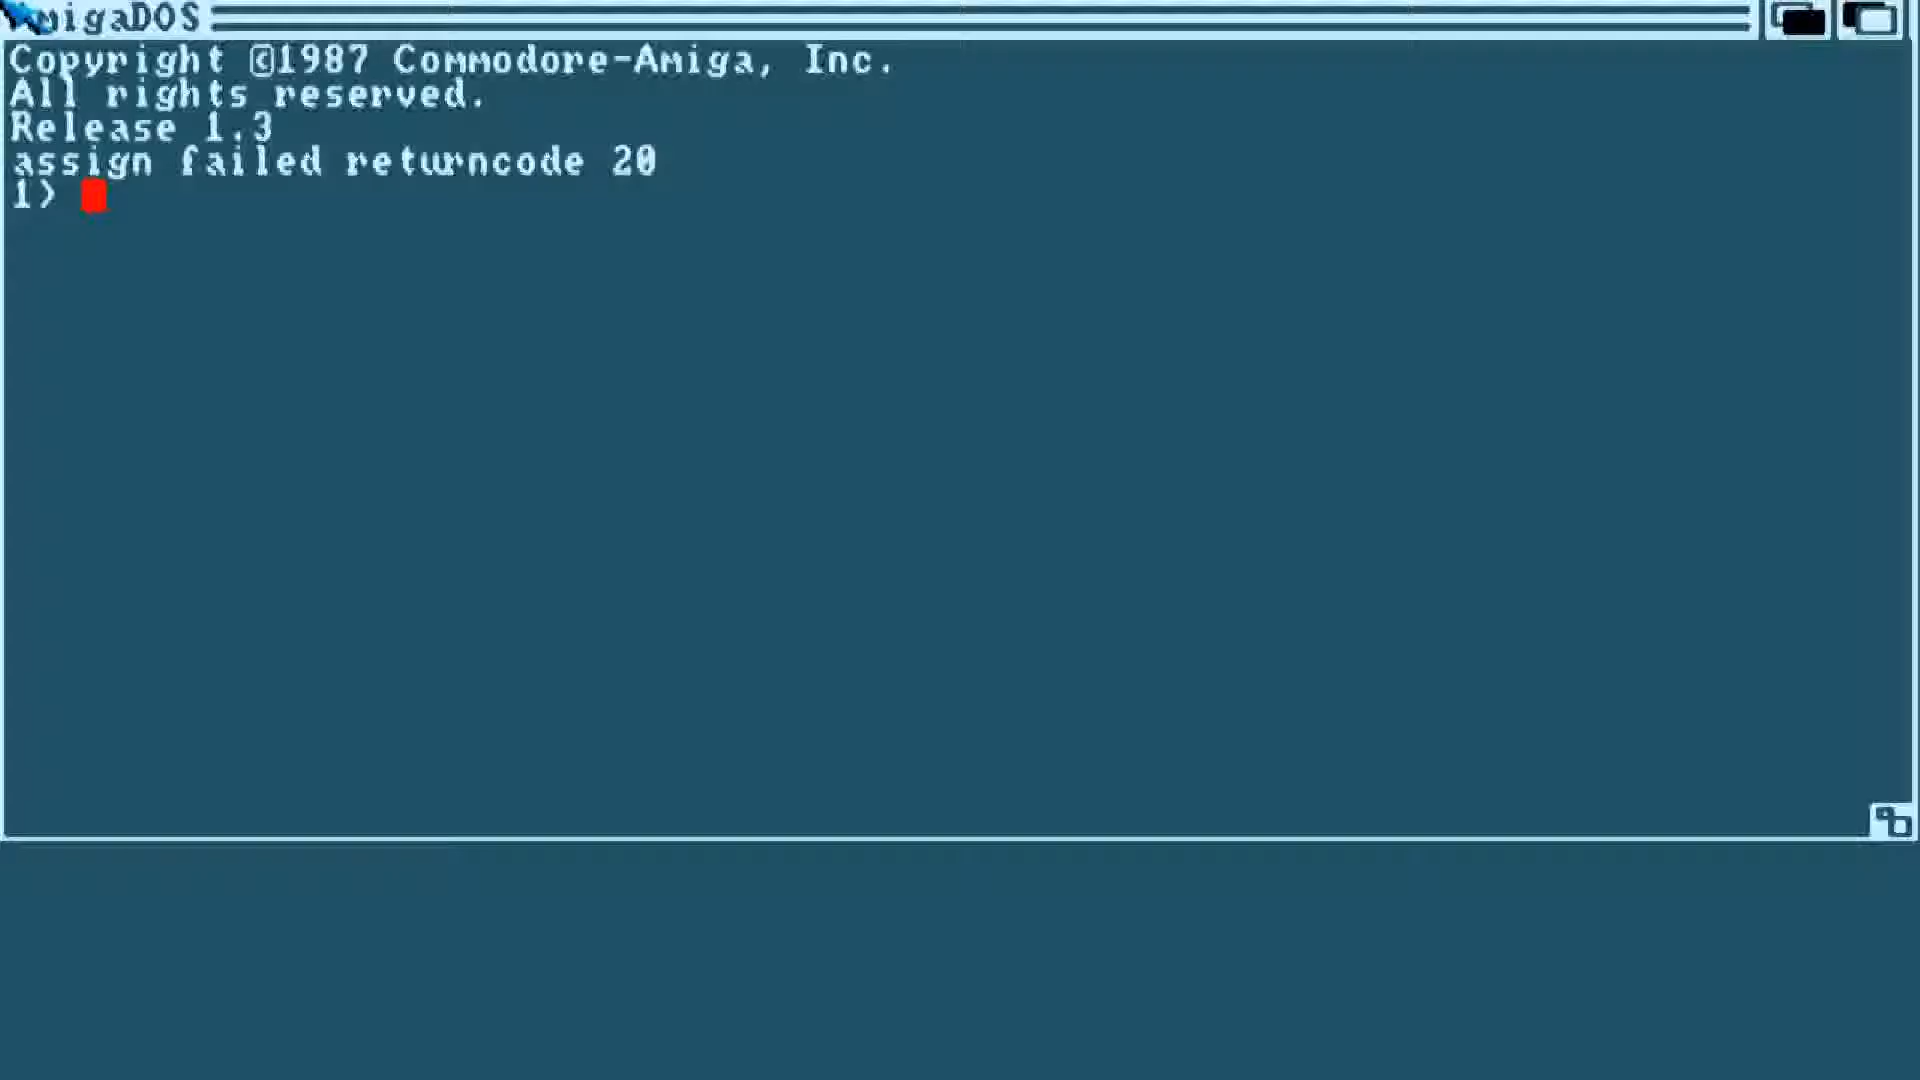 AmigaDOS
Copyright ©1987 Commodore-Amiga, Inc.
All rights reserved.
Release 1.3
assign failed returncode 20
1>